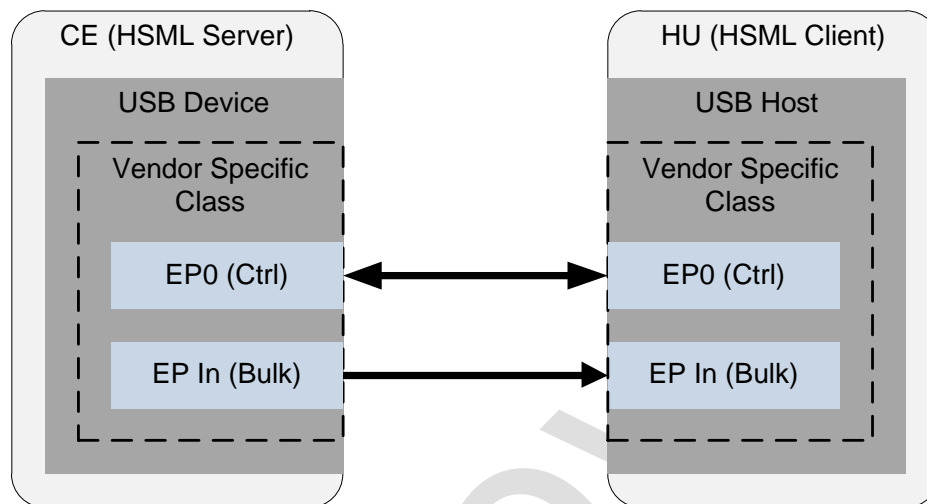 CE (HSML Server)
USB Device
Vendor Specific
Class
EP0 (Ctrl)
EP In (Bulk)
HU (HSML Client)
USB Host
Vendor Specific
Class
EP0 (Ctrl)
EP In (Bulk)